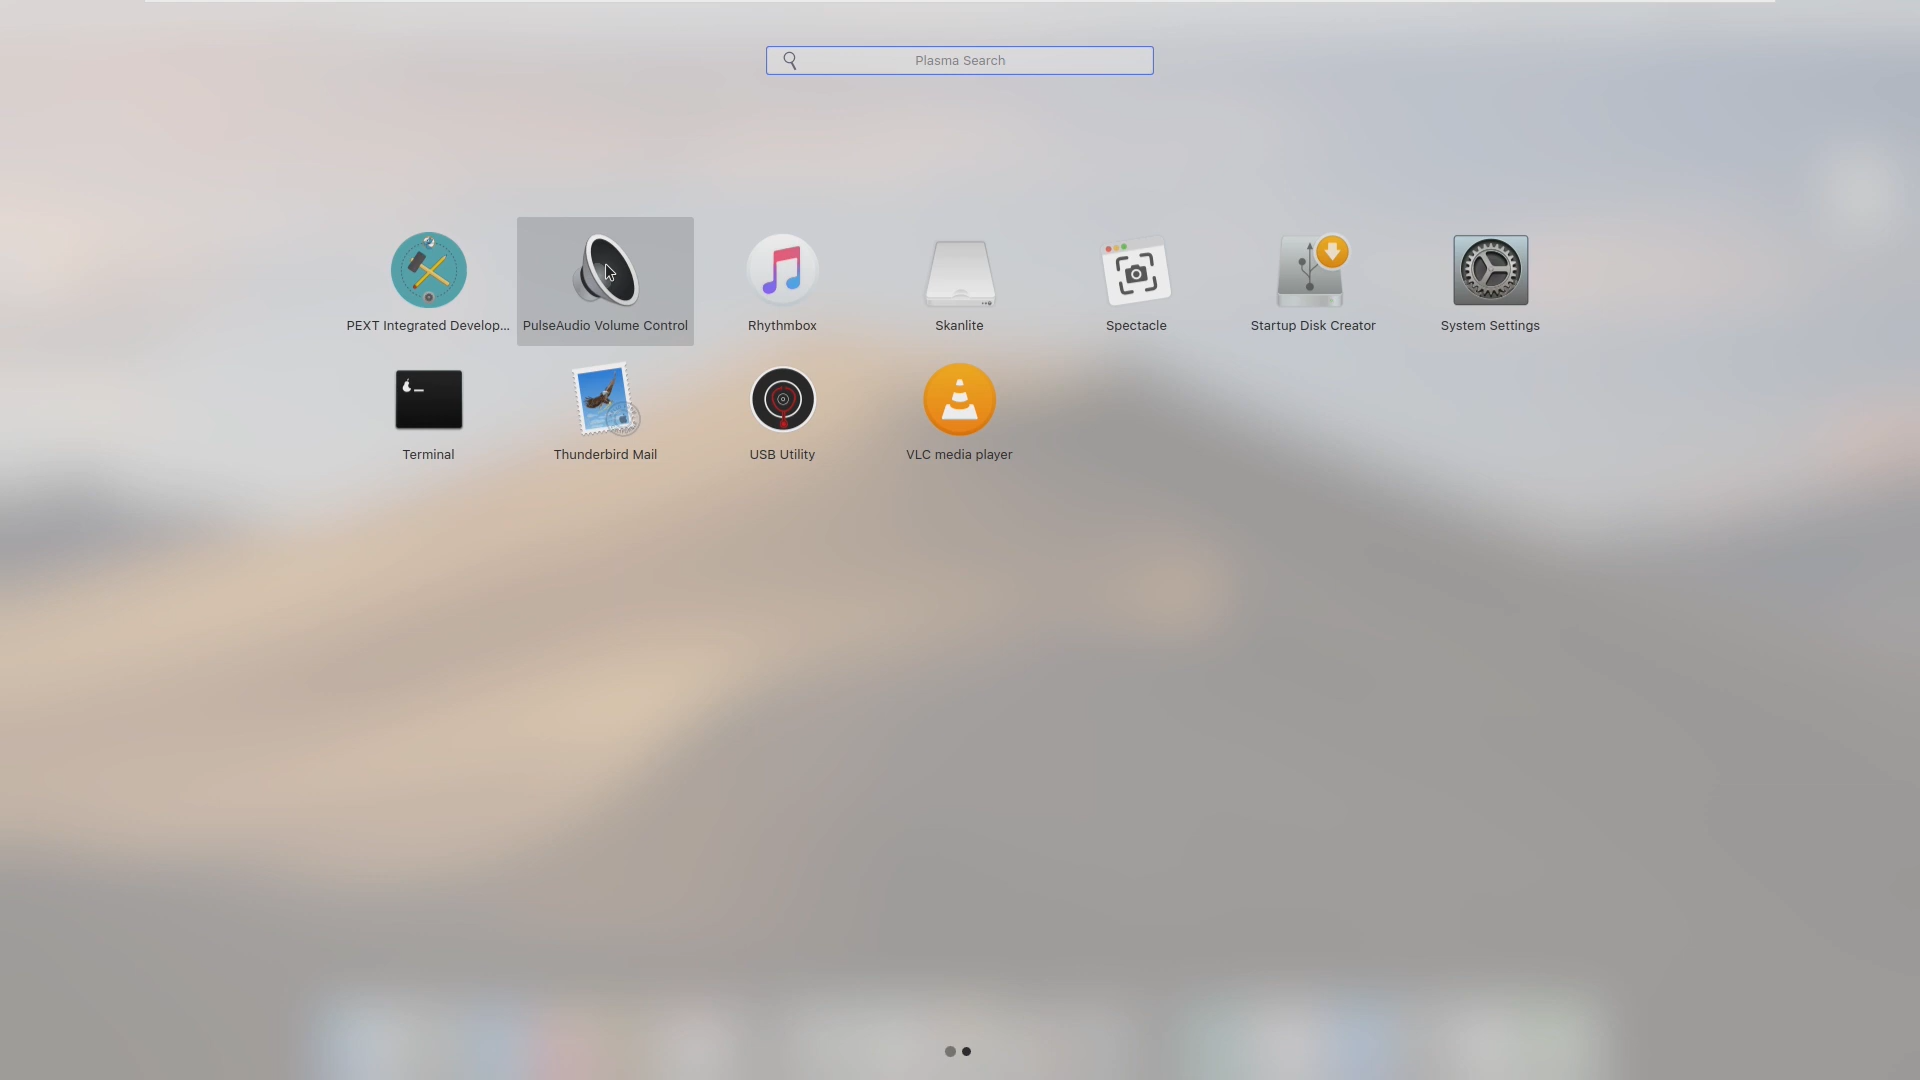 Plasma Search
PEXT Integrated Develop...
PulseAudio Volume Control
Rhythmbox
Skanlite
Spectacle
Startup Disk Creator
System Settings
Terminal
Thunderbird Mail
USB Utility
VLC media player